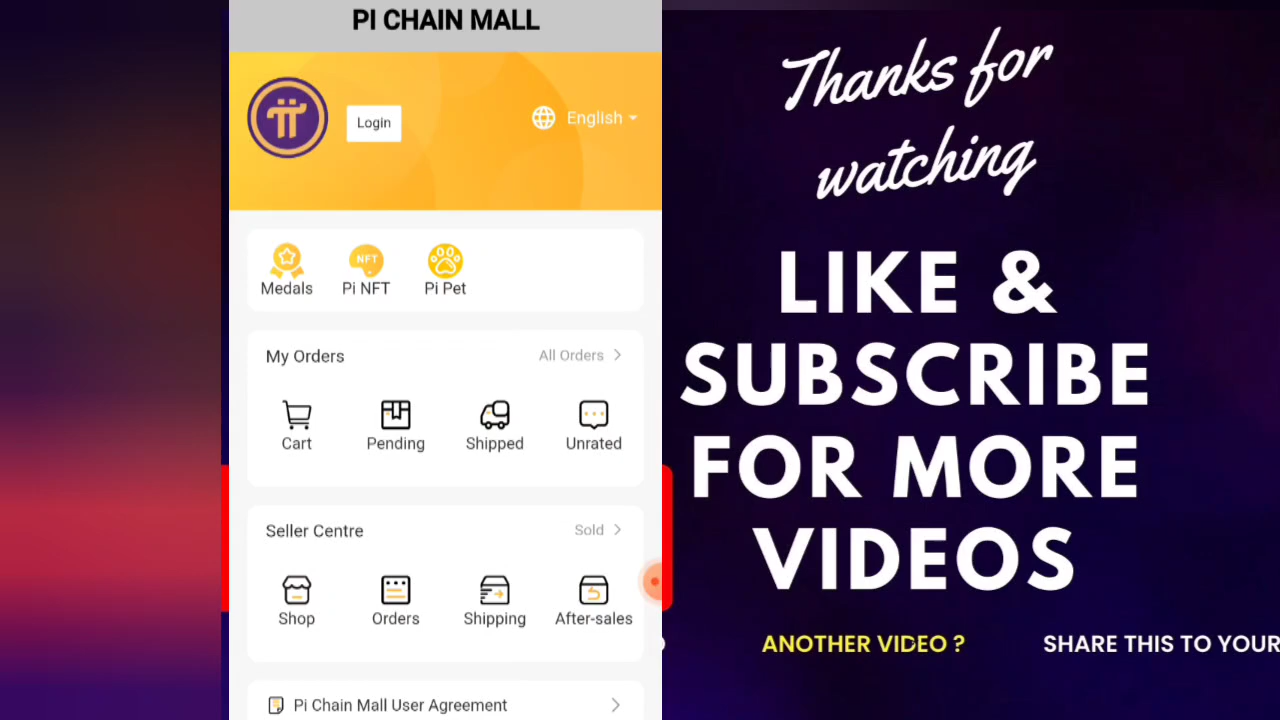 PI CHAIN MALL
Login
English
NFT
Medals
Pi NFT
Pi Pet
My Orders
All Orders
Cart
Pending
Shipped
Unrated
Seller Centre
Sold
Shop
Orders
Shipping
After-sales
Pi Chain Mall User Agreement
Thanks for
watching
LIKE &
SUBSCRIBE
FOR MORE
VIDEOS
ANOTHER VIDEO ?
SHARE THIS TO YOUR